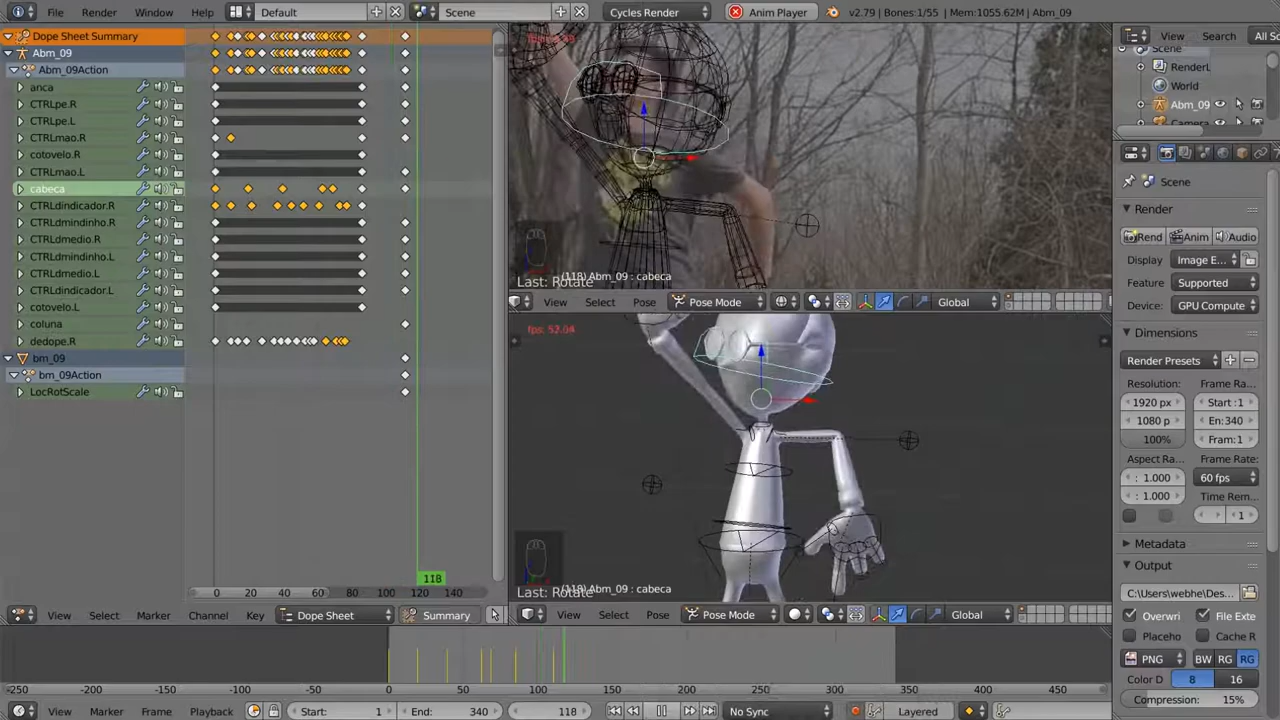 File Render Window Help Default Scene Cycles Render Anim Player v2.79 | Bones:1/55 | Mem:1055.62M | Abm_09
Dope Sheet Summary
Abm_09
Abm_09Action
anca
CTRLpe.R
CTRLpe.L
CTRLmao.R
cotovelo.R
CTRLmao.L
cabeca
CTRLdindicador.R
CTRLdmindinho.R
CTRLdmedio.R
CTRLdmindinho.L
CTRLdmedio.L
CTRLdindicador.L
cotovelo.L
coluna
dedope.R
bm_09
bm_09Action
LocRotScale
118
0 20 40 60 80 100 120 140
View Select Marker Channel Key Dope Sheet Summary
(118) Abm_09 : cabeca
Last: Rotate
View Select Pose Pose Mode Global
fps: 52.04
(118) Abm_09 : cabeca
Last: Rotate
View Select Pose Pose Mode Global
View Search All Sc
Scene
RenderL
World
Abm_09
Camera
Scene
Render
Rend Anim Audio
Display Image E...
Feature Supported
Device: GPU Compute
Dimensions
Render Presets
Resolution: Frame Ra...
1920 px Start :1
1080 p En:340
100% Fram:1
Aspect Ra... Frame Rate:
: 1.000 60 fps
: 1.000 Time Rem...
: 1
Metadata
Output
C:\Users\webhe\Des...
Overwri File Exte
Placeho Cache R
PNG BW RG RG
Color D 8 16
Compression: 15%
-250 -200 -150 -100 -50 0 50 100 150 200 250 300 350 400 450
View Marker Frame Playback Start: 1 End: 340 118 No Sync Layered